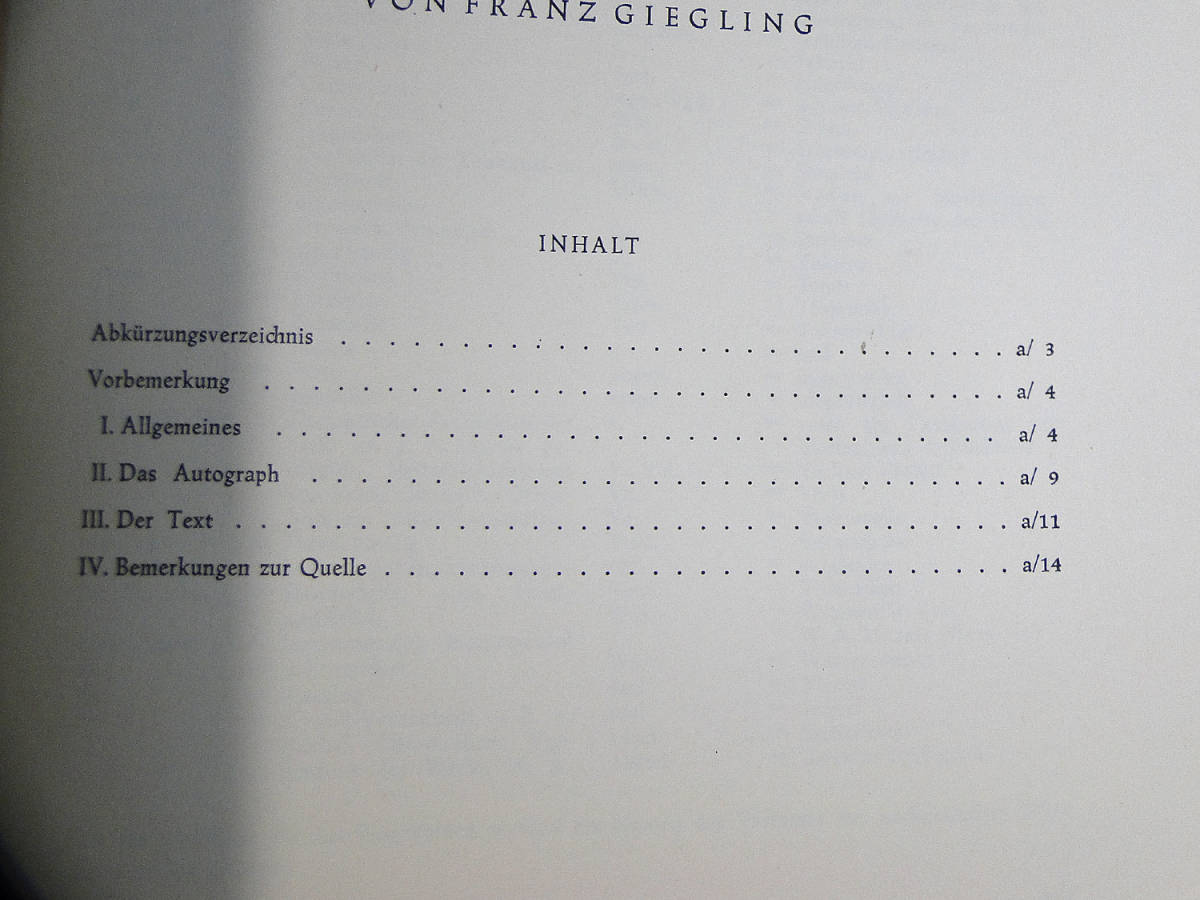 VON FRANZ GIEGLING
INHALT
Abkürzungsverzeichnis . . . . . . . . . . . . . . . . . . . . . . . . . . . . a/ 3
Vorbemerkung . . . . . . . . . . . . . . . . . . . . . . . . . . . . . . . a/ 4
I. Allgemeines . . . . . . . . . . . . . . . . . . . . . . . . . . . . . . a/ 4
II. Das Autograph . . . . . . . . . . . . . . . . . . . . . . . . . . . . . a/ 9
III. Der Text . . . . . . . . . . . . . . . . . . . . . . . . . . . . . . . . a/11
IV. Bemerkungen zur Quelle . . . . . . . . . . . . . . . . . . . . . . . . . . a/14